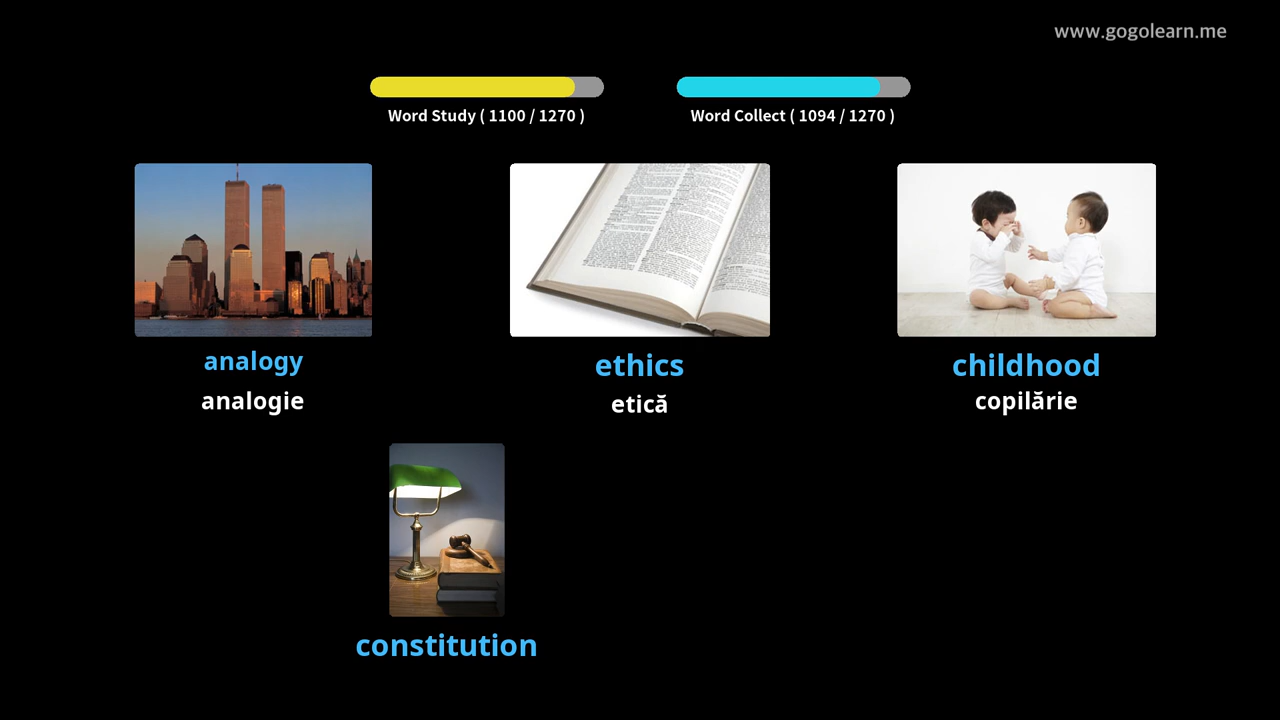 www.gogolearn.me
Word Study ( 1100 / 1270 )
Word Collect ( 1094 / 1270 )
analogy
analogie
ethics
etică
childhood
copilărie
constitution